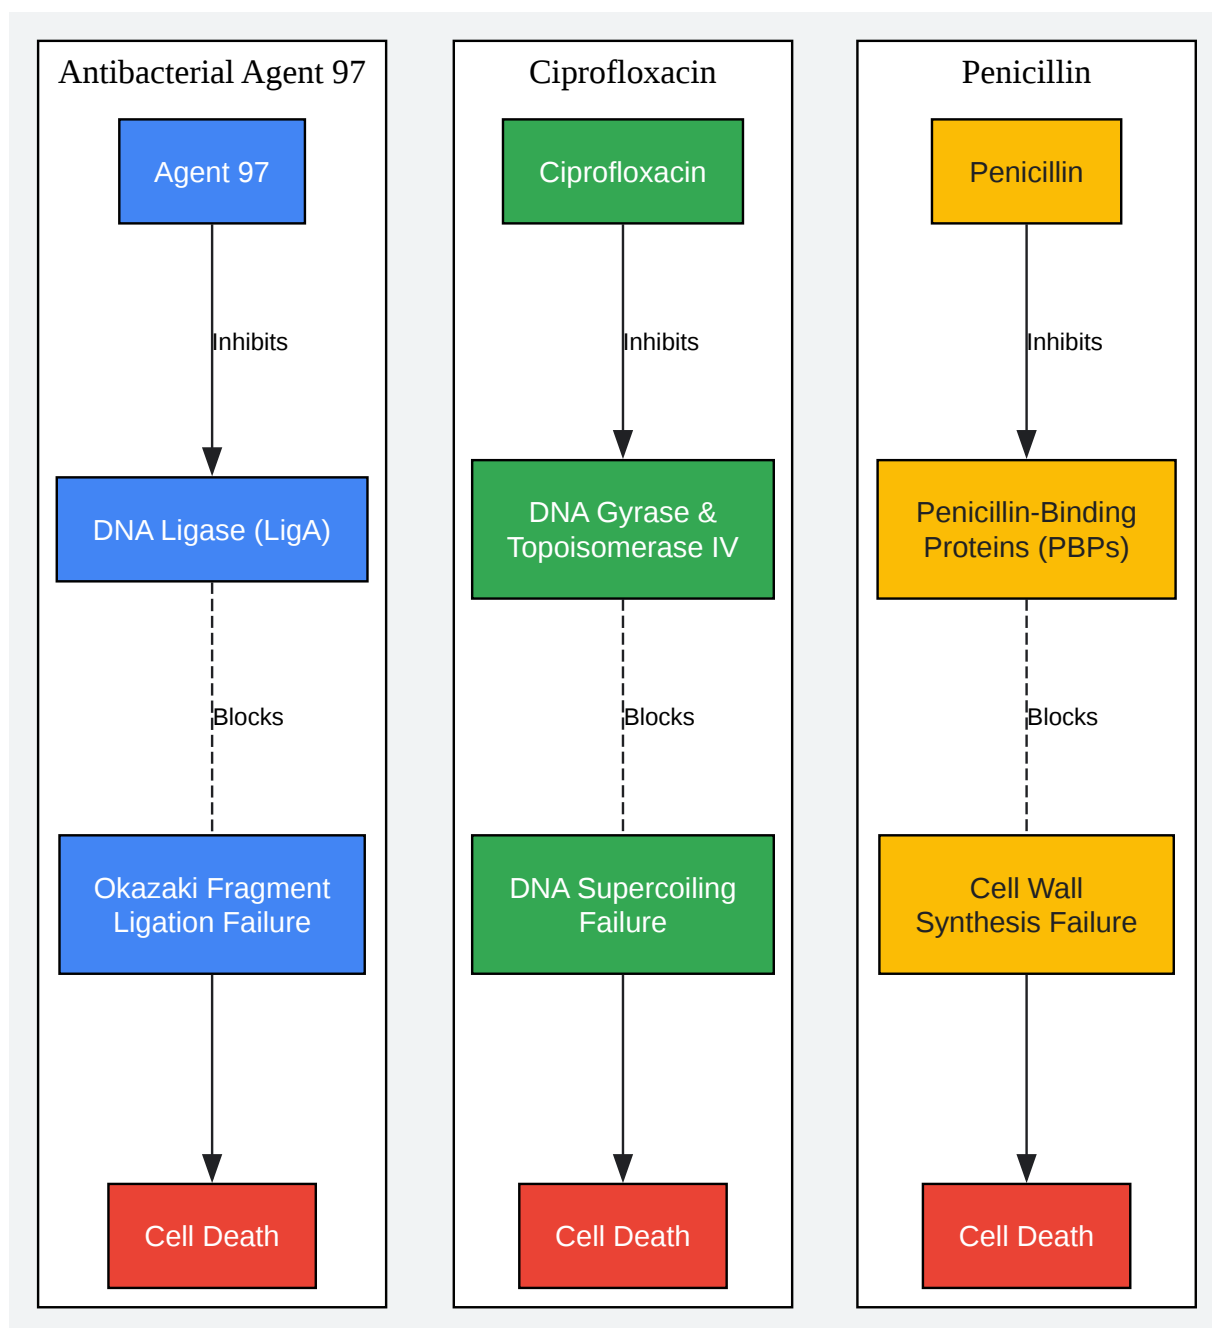 Antibacterial Agent 97
Agent 97
Inhibits
DNA Ligase (LigA)
Blocks
Okazaki Fragment
Ligation Failure
Cell Death
Ciprofloxacin
Ciprofloxacin
Inhibits
DNA Gyrase &
Topoisomerase IV
Blocks
DNA Supercoiling
Failure
Cell Death
Penicillin
Penicillin
Inhibits
Penicillin-Binding
Proteins (PBPs)
Blocks
Cell Wall
Synthesis Failure
Cell Death